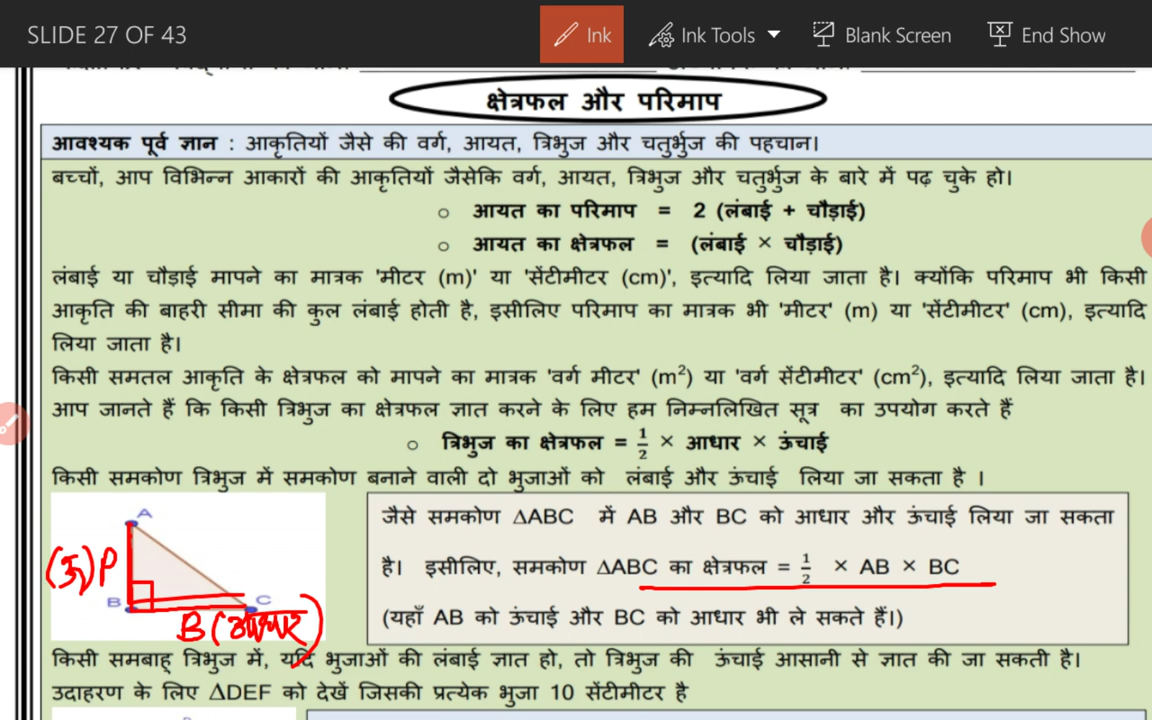 SLIDE 27 OF 43
Ink
Ink Tools
Blank Screen
End Show
क्षेत्रफल और परिमाप
आवश्यक पूर्व ज्ञान : आकृतियों जैसे की वर्ग, आयत, त्रिभुज और चतुर्भुज की पहचान।
बच्चों, आप विभिन्न आकारों की आकृतियों जैसेकि वर्ग, आयत, त्रिभुज और चतुर्भुज के बारे में पढ़ चुके हो।
○ आयत का परिमाप = 2 (लंबाई + चौड़ाई)
○ आयत का क्षेत्रफल = (लंबाई × चौड़ाई)
लंबाई या चौड़ाई मापने का मात्रक 'मीटर (m)' या 'सेंटीमीटर (cm)', इत्यादि लिया जाता है। क्योंकि परिमाप भी किसी
आकृति की बाहरी सीमा की कुल लंबाई होती है, इसीलिए परिमाप का मात्रक भी 'मीटर' (m) या 'सेंटीमीटर' (cm), इत्यादि
लिया जाता है।
किसी समतल आकृति के क्षेत्रफल को मापने का मात्रक 'वर्ग मीटर' (m²) या 'वर्ग सेंटीमीटर' (cm²), इत्यादि लिया जाता है।
आप जानते हैं कि किसी त्रिभुज का क्षेत्रफल ज्ञात करने के लिए हम निम्नलिखित सूत्र का उपयोग करते हैं
○ त्रिभुज का क्षेत्रफल = 1/2 × आधार × ऊंचाई
किसी समकोण त्रिभुज में समकोण बनाने वाली दो भुजाओं को लंबाई और ऊंचाई लिया जा सकता है ।
A
(ऊं) P
B
C
B (आधार)
जैसे समकोण ΔABC में AB और BC को आधार और ऊंचाई लिया जा सकता
है। इसीलिए, समकोण ΔABC का क्षेत्रफल = 1/2 × AB × BC
(यहाँ AB को ऊंचाई और BC को आधार भी ले सकते हैं।)
किसी समबाहु त्रिभुज में, यदि भुजाओं की लंबाई ज्ञात हो, तो त्रिभुज की ऊंचाई आसानी से ज्ञात की जा सकती है।
उदाहरण के लिए ΔDEF को देखें जिसकी प्रत्येक भुजा 10 सेंटीमीटर है